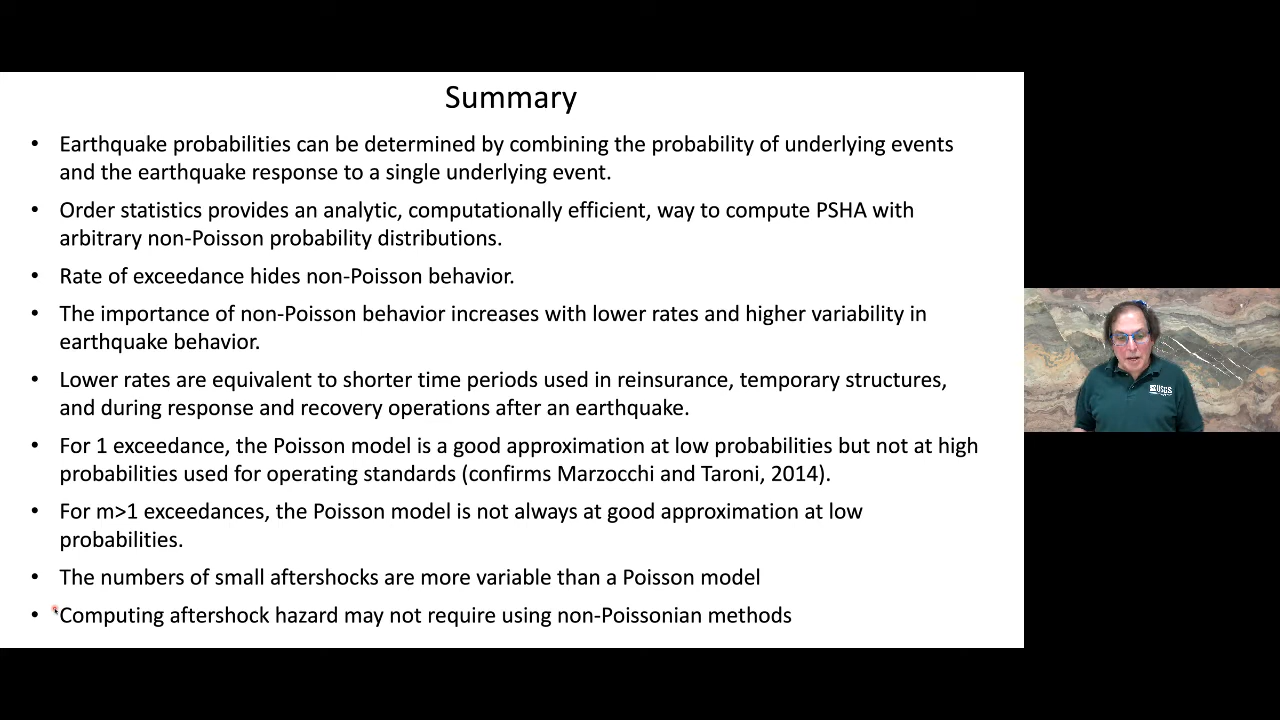 Summary
• Earthquake probabilities can be determined by combining the probability of underlying events
and the earthquake response to a single underlying event.
• Order statistics provides an analytic, computationally efficient, way to compute PSHA with
arbitrary non-Poisson probability distributions.
• Rate of exceedance hides non-Poisson behavior.
• The importance of non-Poisson behavior increases with lower rates and higher variability in
earthquake behavior.
• Lower rates are equivalent to shorter time periods used in reinsurance, temporary structures,
and during response and recovery operations after an earthquake.
• For 1 exceedance, the Poisson model is a good approximation at low probabilities but not at high
probabilities used for operating standards (confirms Marzocchi and Taroni, 2014).
• For m>1 exceedances, the Poisson model is not always at good approximation at low
probabilities.
• The numbers of small aftershocks are more variable than a Poisson model
• Computing aftershock hazard may not require using non-Poissonian methods
USGS